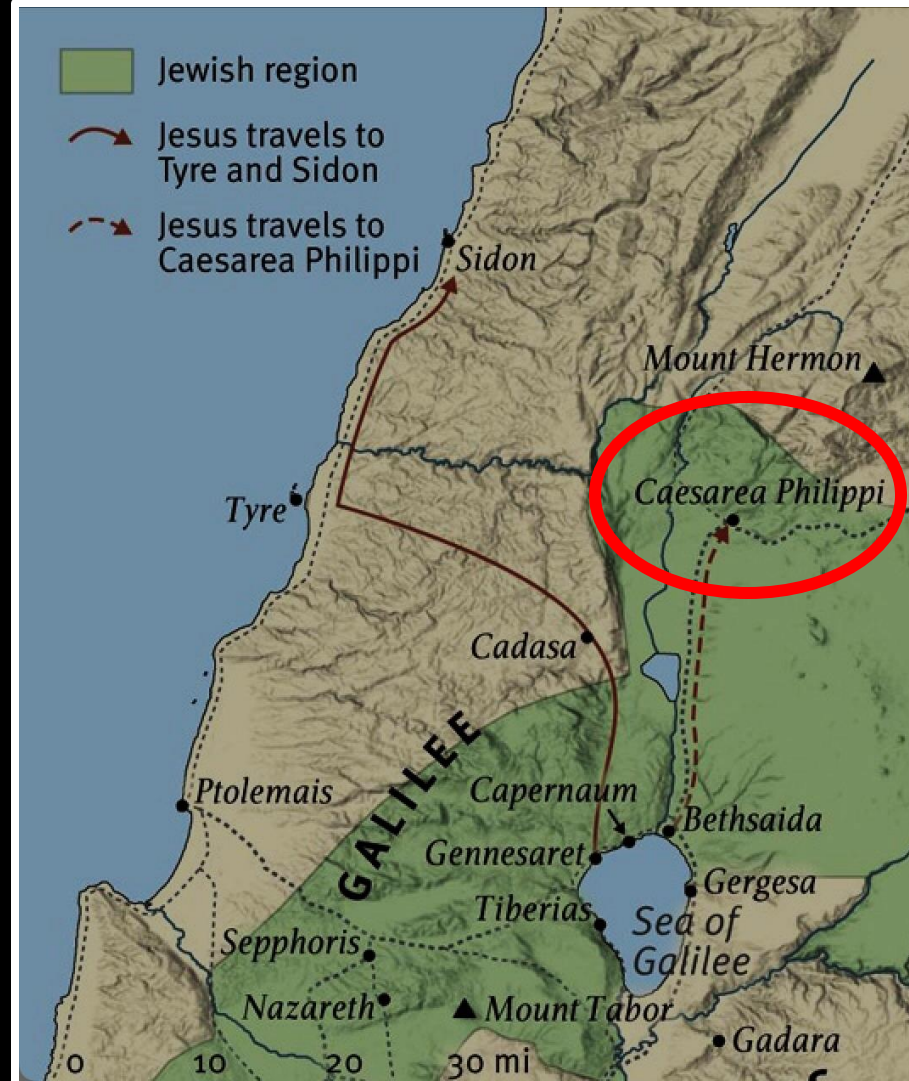 Jewish region
Jesus travels to
Tyre and Sidon
Jesus travels to
Caesarea Philippi
Sidon
Mount Hermon
Caesarea Philippi
Tyre
Cadasa
GALILEE
Ptolemais
Capernaum
Bethsaida
Gennesaret
Gergesa
Tiberias
Sea of
Galilee
Sepphoris
Nazareth
Mount Tabor
Gadara
0 10 20 30 mi